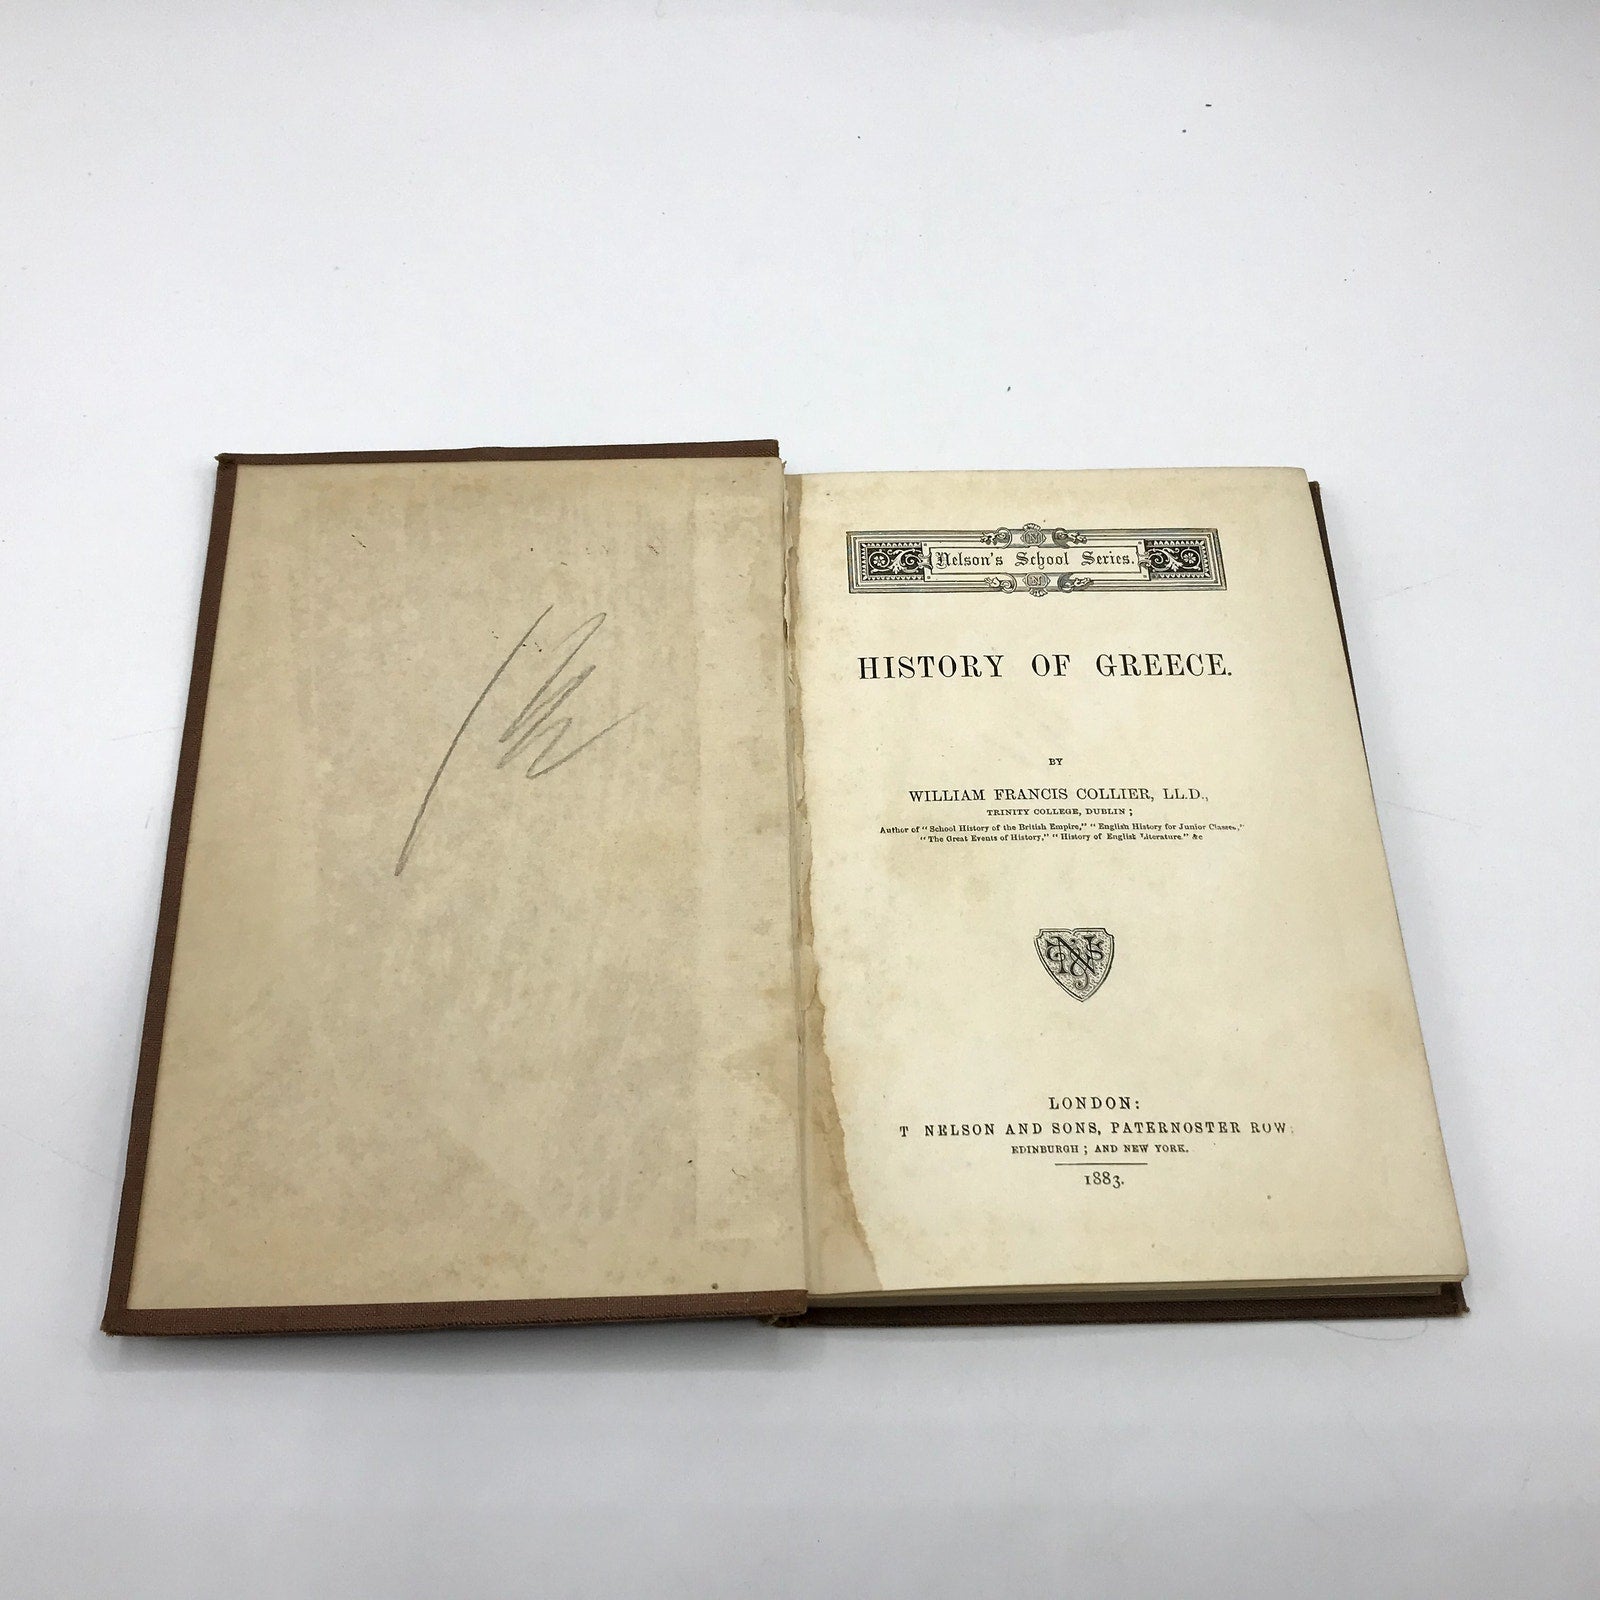 Nelson's School Series.
HISTORY OF GREECE.
BY
WILLIAM FRANCIS COLLIER, LL.D.,
TRINITY COLLEGE, DUBLIN;
Author of "School History of the British Empire," "English History for Junior Classes,"
"The Great Events of History," "History of English Literature" &c
LONDON:
T NELSON AND SONS, PATERNOSTER ROW;
EDINBURGH; AND NEW YORK.
1883.